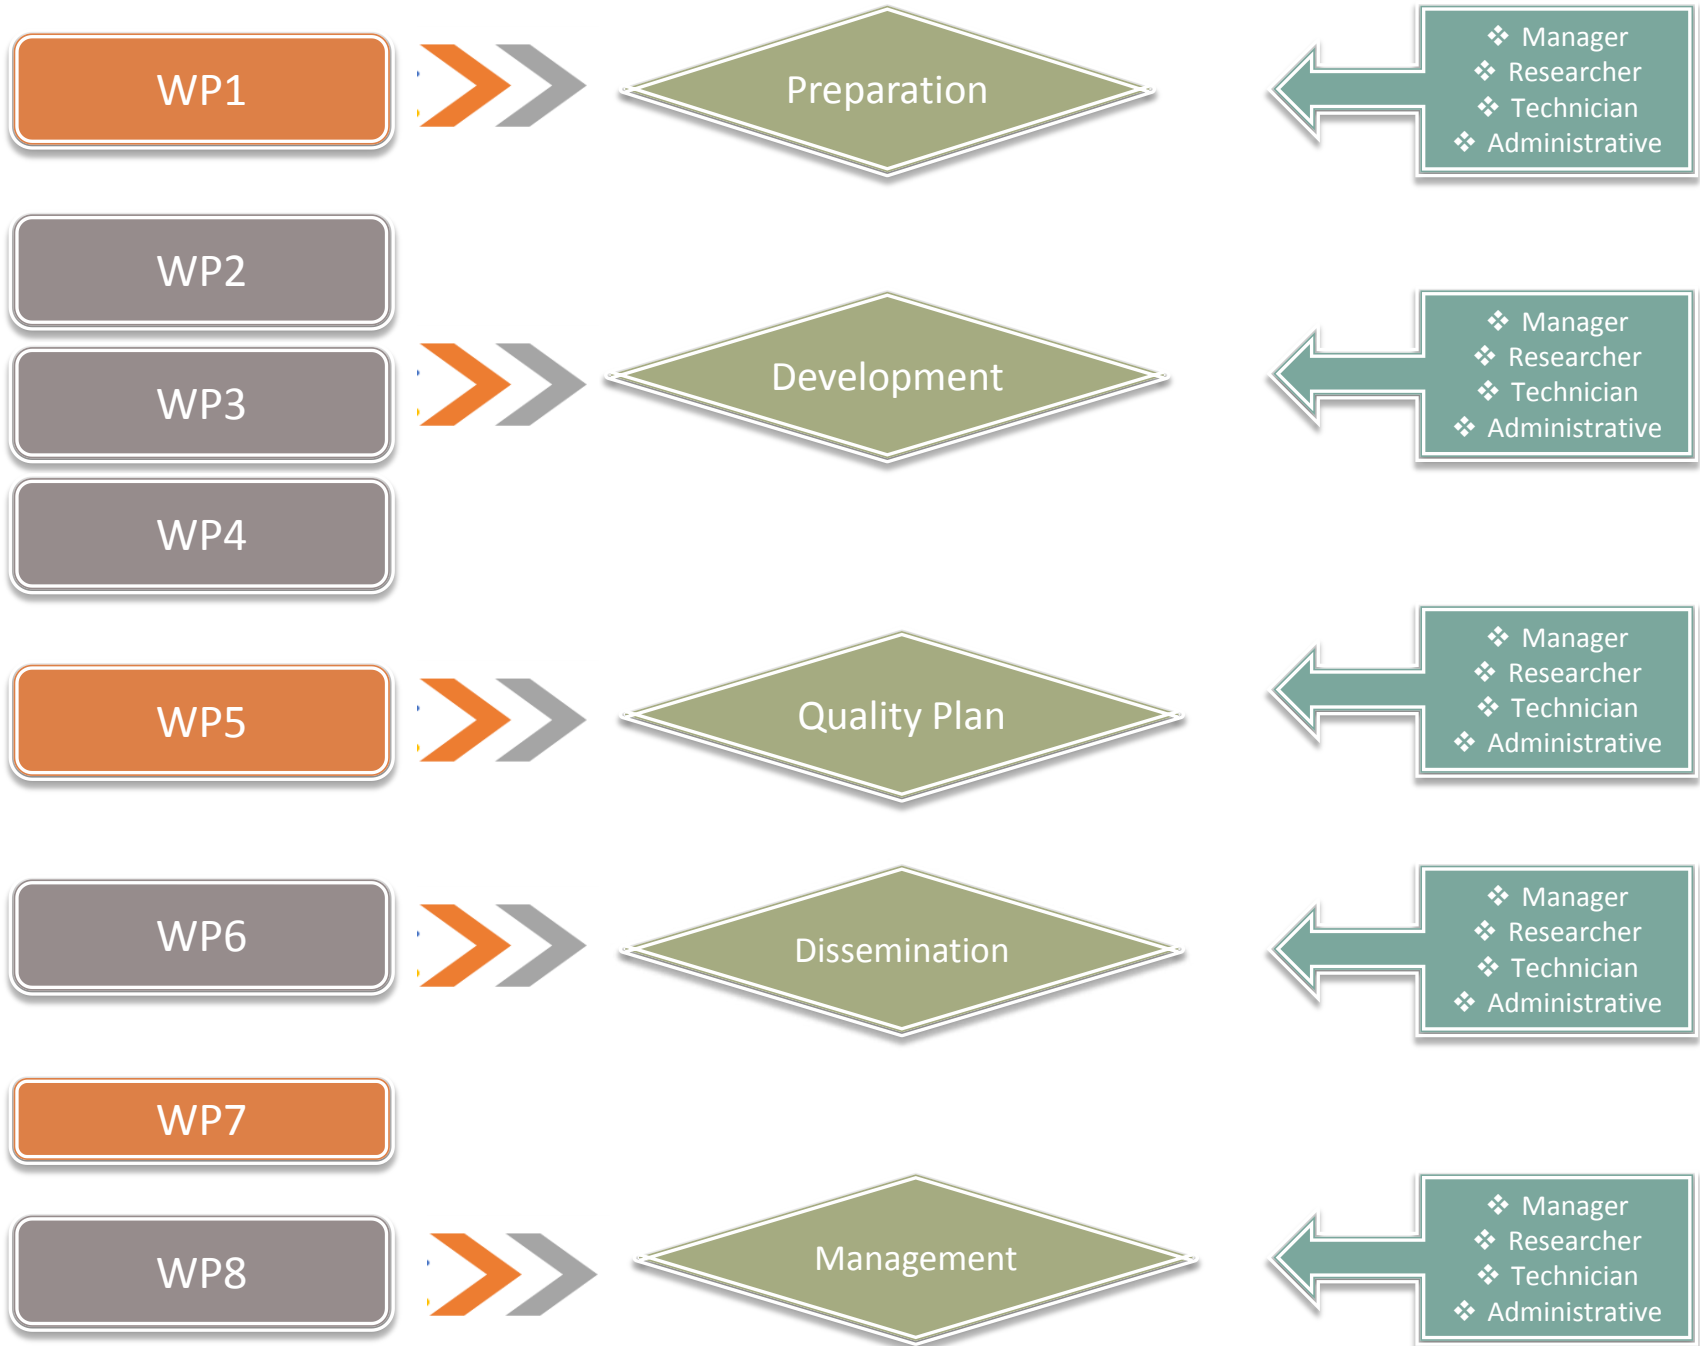 WP1
Preparation
❖ Manager
❖ Researcher
❖ Technician
❖ Administrative
WP2
WP3
WP4
Development
❖ Manager
❖ Researcher
❖ Technician
❖ Administrative
WP5
Quality Plan
❖ Manager
❖ Researcher
❖ Technician
❖ Administrative
WP6
Dissemination
❖ Manager
❖ Researcher
❖ Technician
❖ Administrative
WP7
WP8
Management
❖ Manager
❖ Researcher
❖ Technician
❖ Administrative